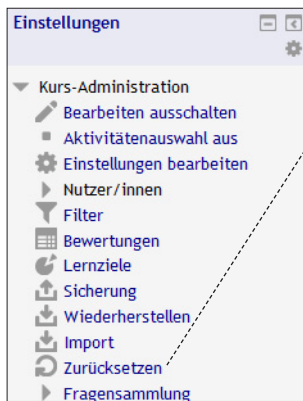 Einstellungen
Kurs-Administration
Bearbeiten ausschalten
Aktivitätenauswahl aus
Einstellungen bearbeiten
Nutzer/innen
Filter
Bewertungen
Lernziele
Sicherung
Wiederherstellen
Import
Zurücksetzen
Fragensammlung